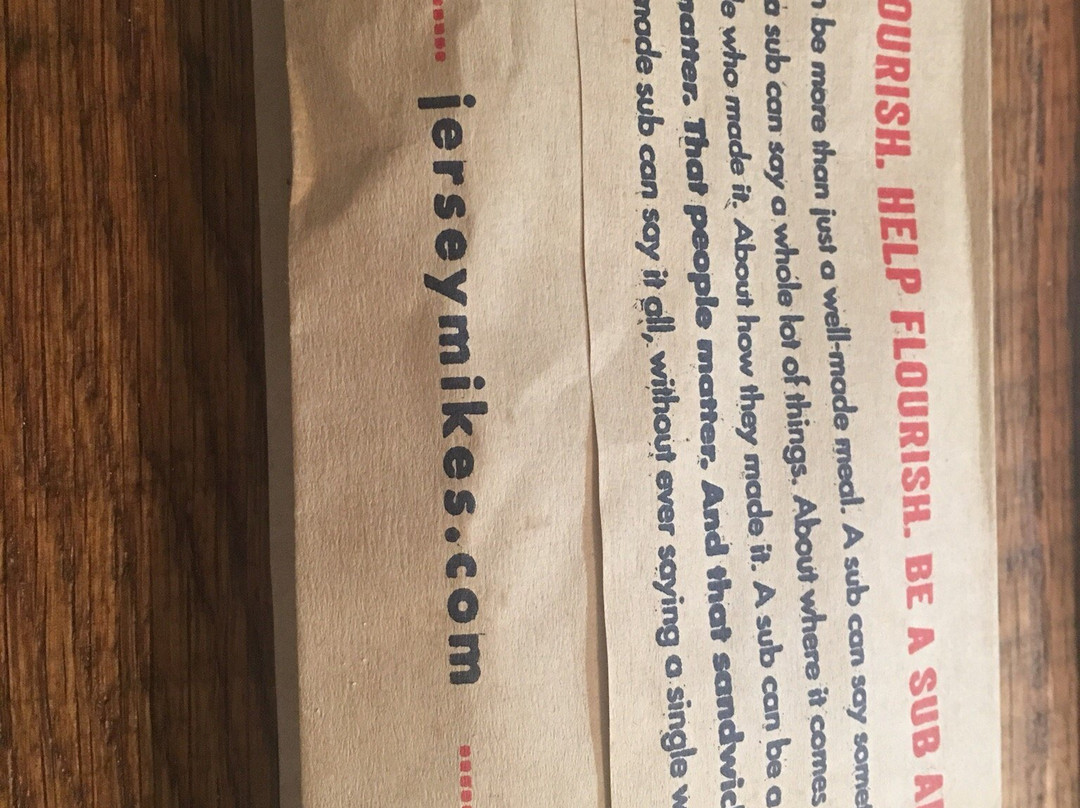 OURISH. HELP FLOURISH. BE A SUB
be more than just a well-made meal. A sub can say some
a sub can say a whole lot of things. About where it comes
who made it. About how they made it. A sub can be a
matter. That people matter. And that sandwic
made sub can say it all, without ever saying a single
jerseymikes.com